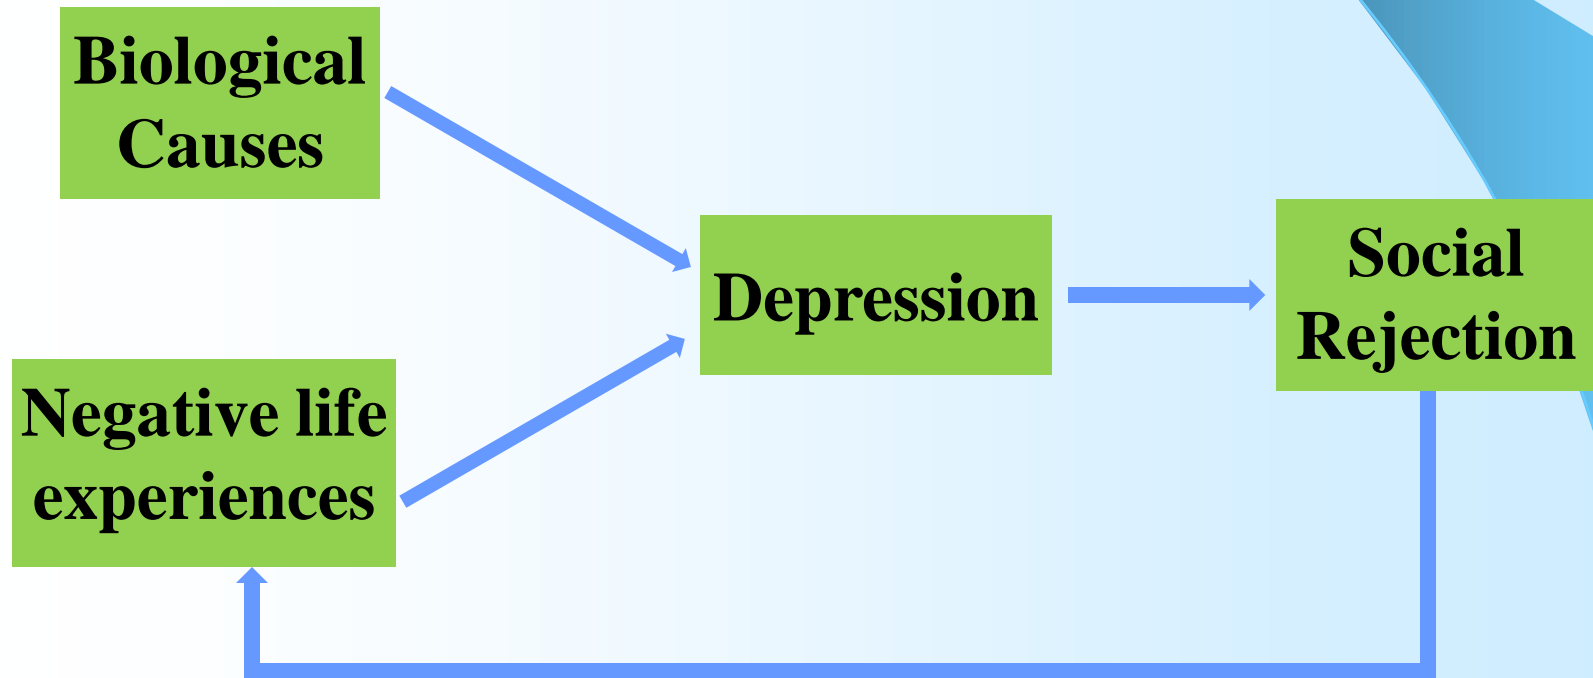 Biological
Causes
Depression
Social
Rejection
Negative life
experiences